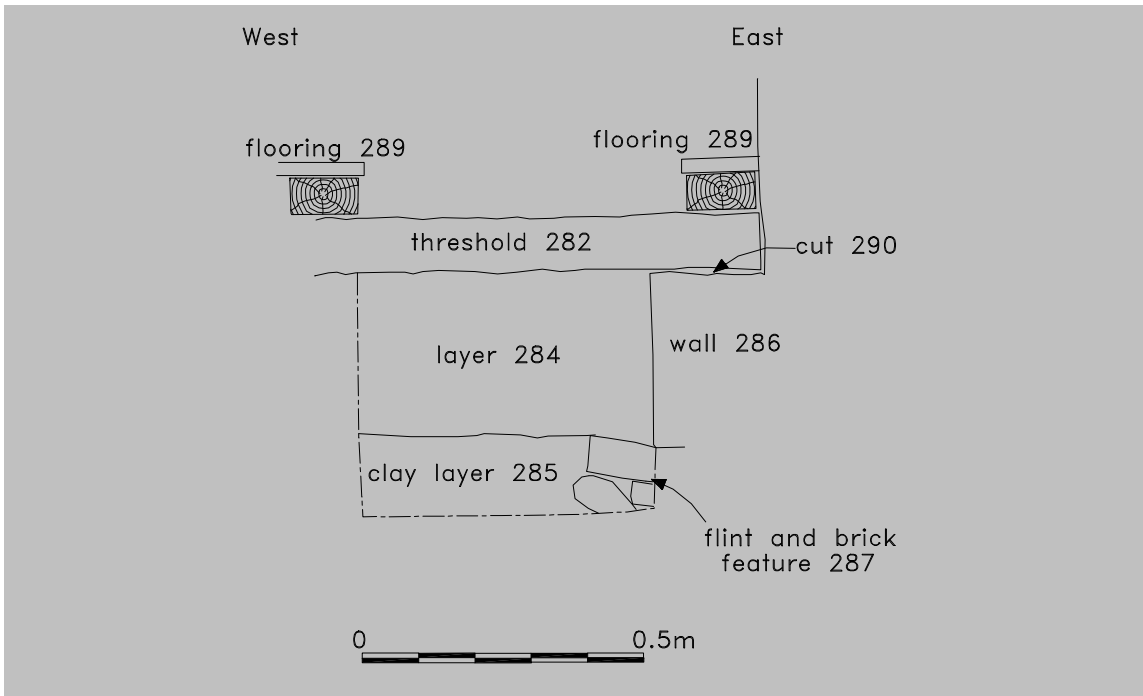 West
East
flooring 289
flooring 289
threshold 282
cut 290
layer 284
wall 286
clay layer 285
flint and brick
feature 287
0
0.5m